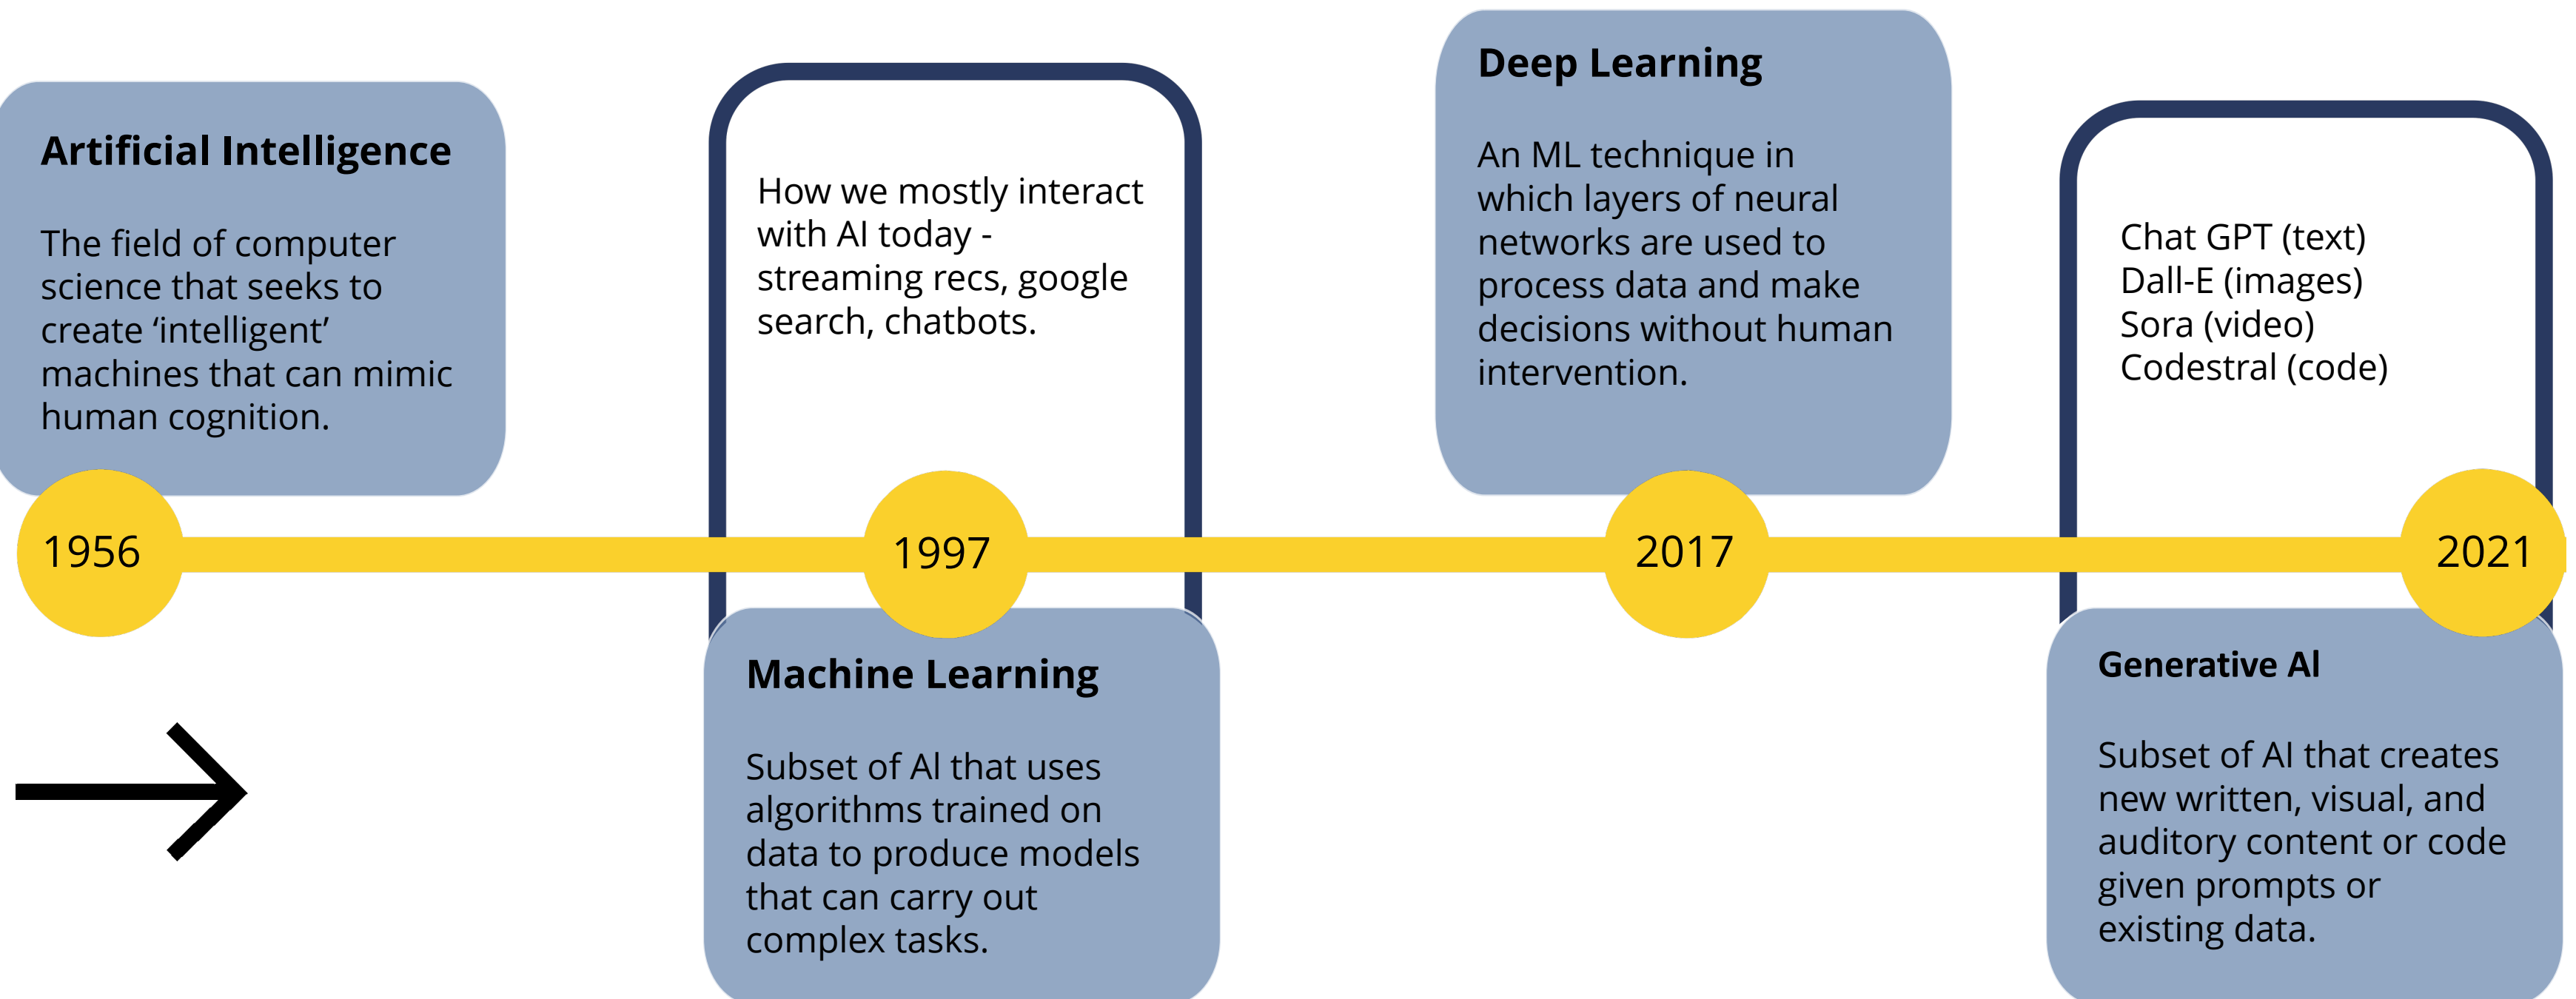 Artificial Intelligence
The field of computer
science that seeks to
create ‘intelligent’
machines that can mimic
human cognition.
1956
How we mostly interact
with AI today -
streaming recs, google
search, chatbots.
1997
Machine Learning
Subset of AI that uses
algorithms trained on
data to produce models
that can carry out
complex tasks.
Deep Learning
An ML technique in
which layers of neural
networks are used to
process data and make
decisions without human
intervention.
2017
Chat GPT (text)
Dall-E (images)
Sora (video)
Codestral (code)
2021
Generative AI
Subset of AI that creates
new written, visual, and
auditory content or code
given prompts or
existing data.